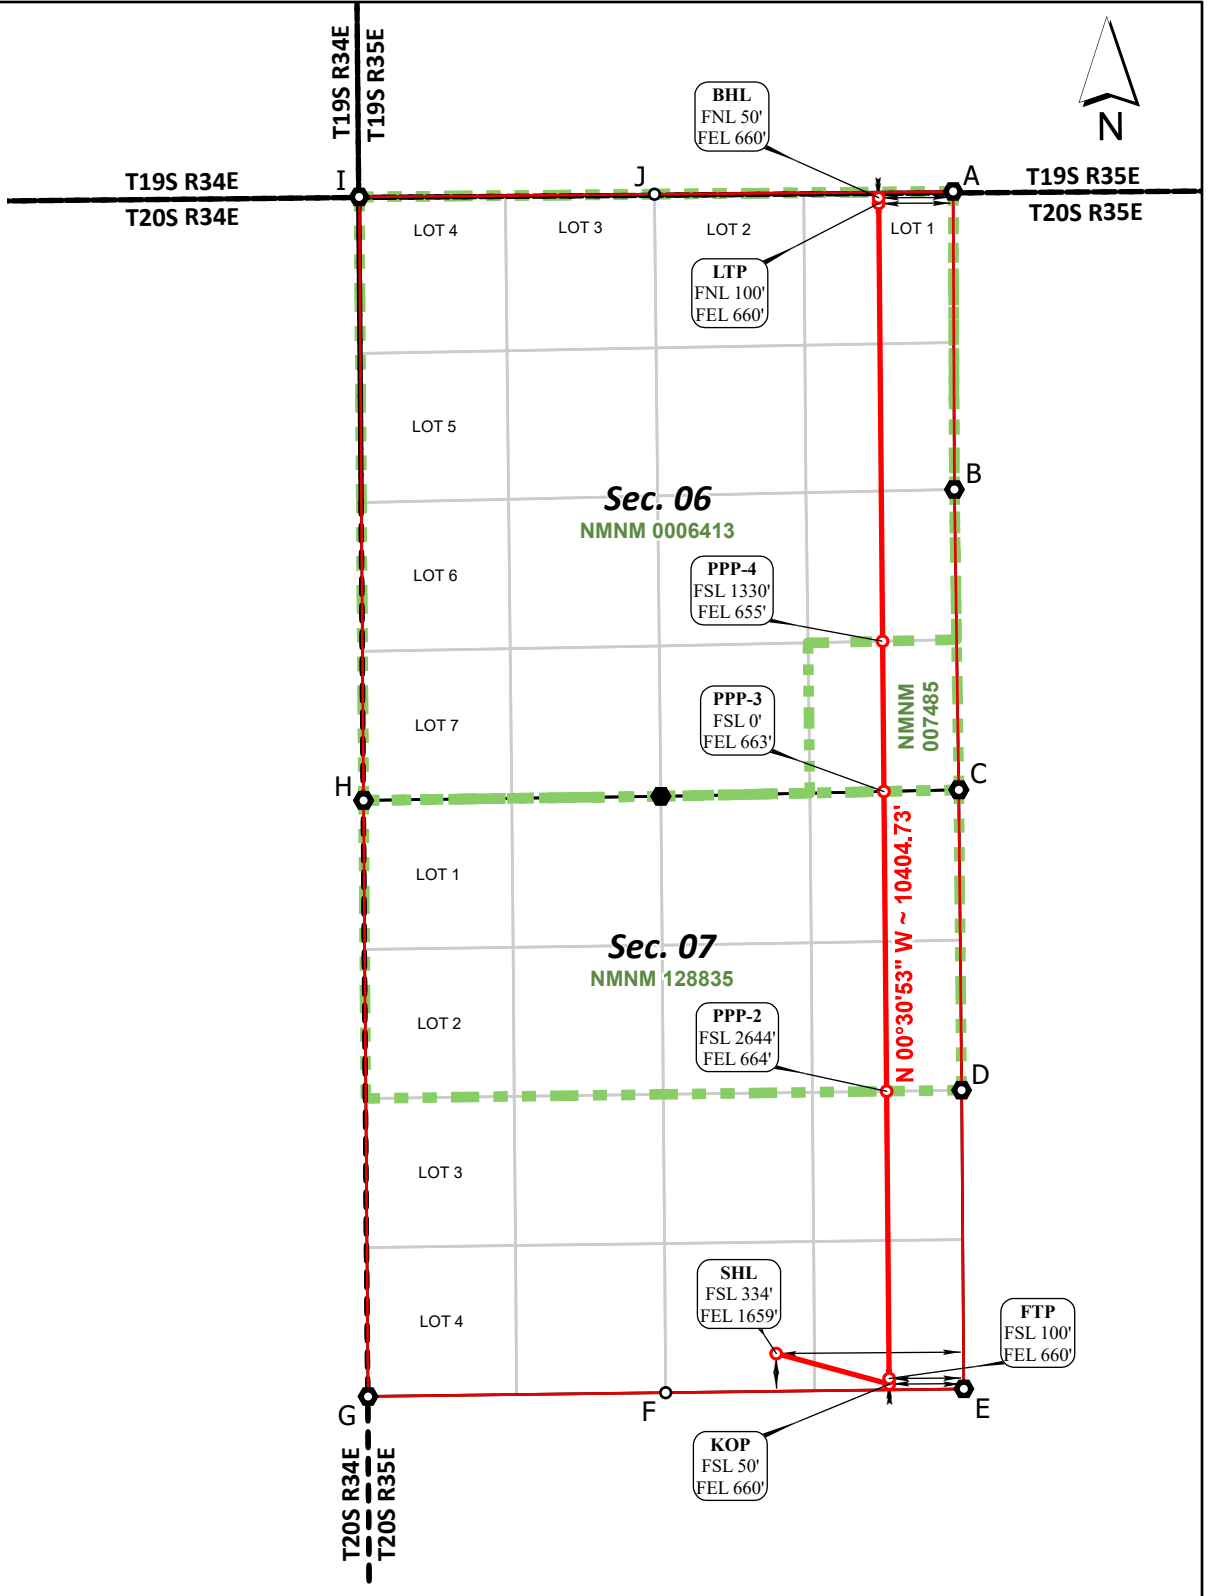 T19S R34E
T19S R35E
N
BHL
FNL 50'
FEL 660'
T19S R34E
T20S R34E
I
J
A
T19S R35E
T20S R35E
LOT 4
LOT 3
LOT 2
LOT 1
LTP
FNL 100'
FEL 660'
LOT 5
B
Sec. 06
NMNM 0006413
LOT 6
PPP-4
FSL 1330'
FEL 655'
LOT 7
PPP-3
FSL 0'
FEL 663'
NMNM
007485
H
C
LOT 1
N 00°30'53" W ~ 10404.73'
Sec. 07
NMNM 128835
LOT 2
PPP-2
FSL 2644'
FEL 664'
D
LOT 3
SHL
FSL 334'
FEL 1659'
LOT 4
FTP
FSL 100'
FEL 660'
G
F
E
KOP
FSL 50'
FEL 660'
T20S R34E
T20S R35E